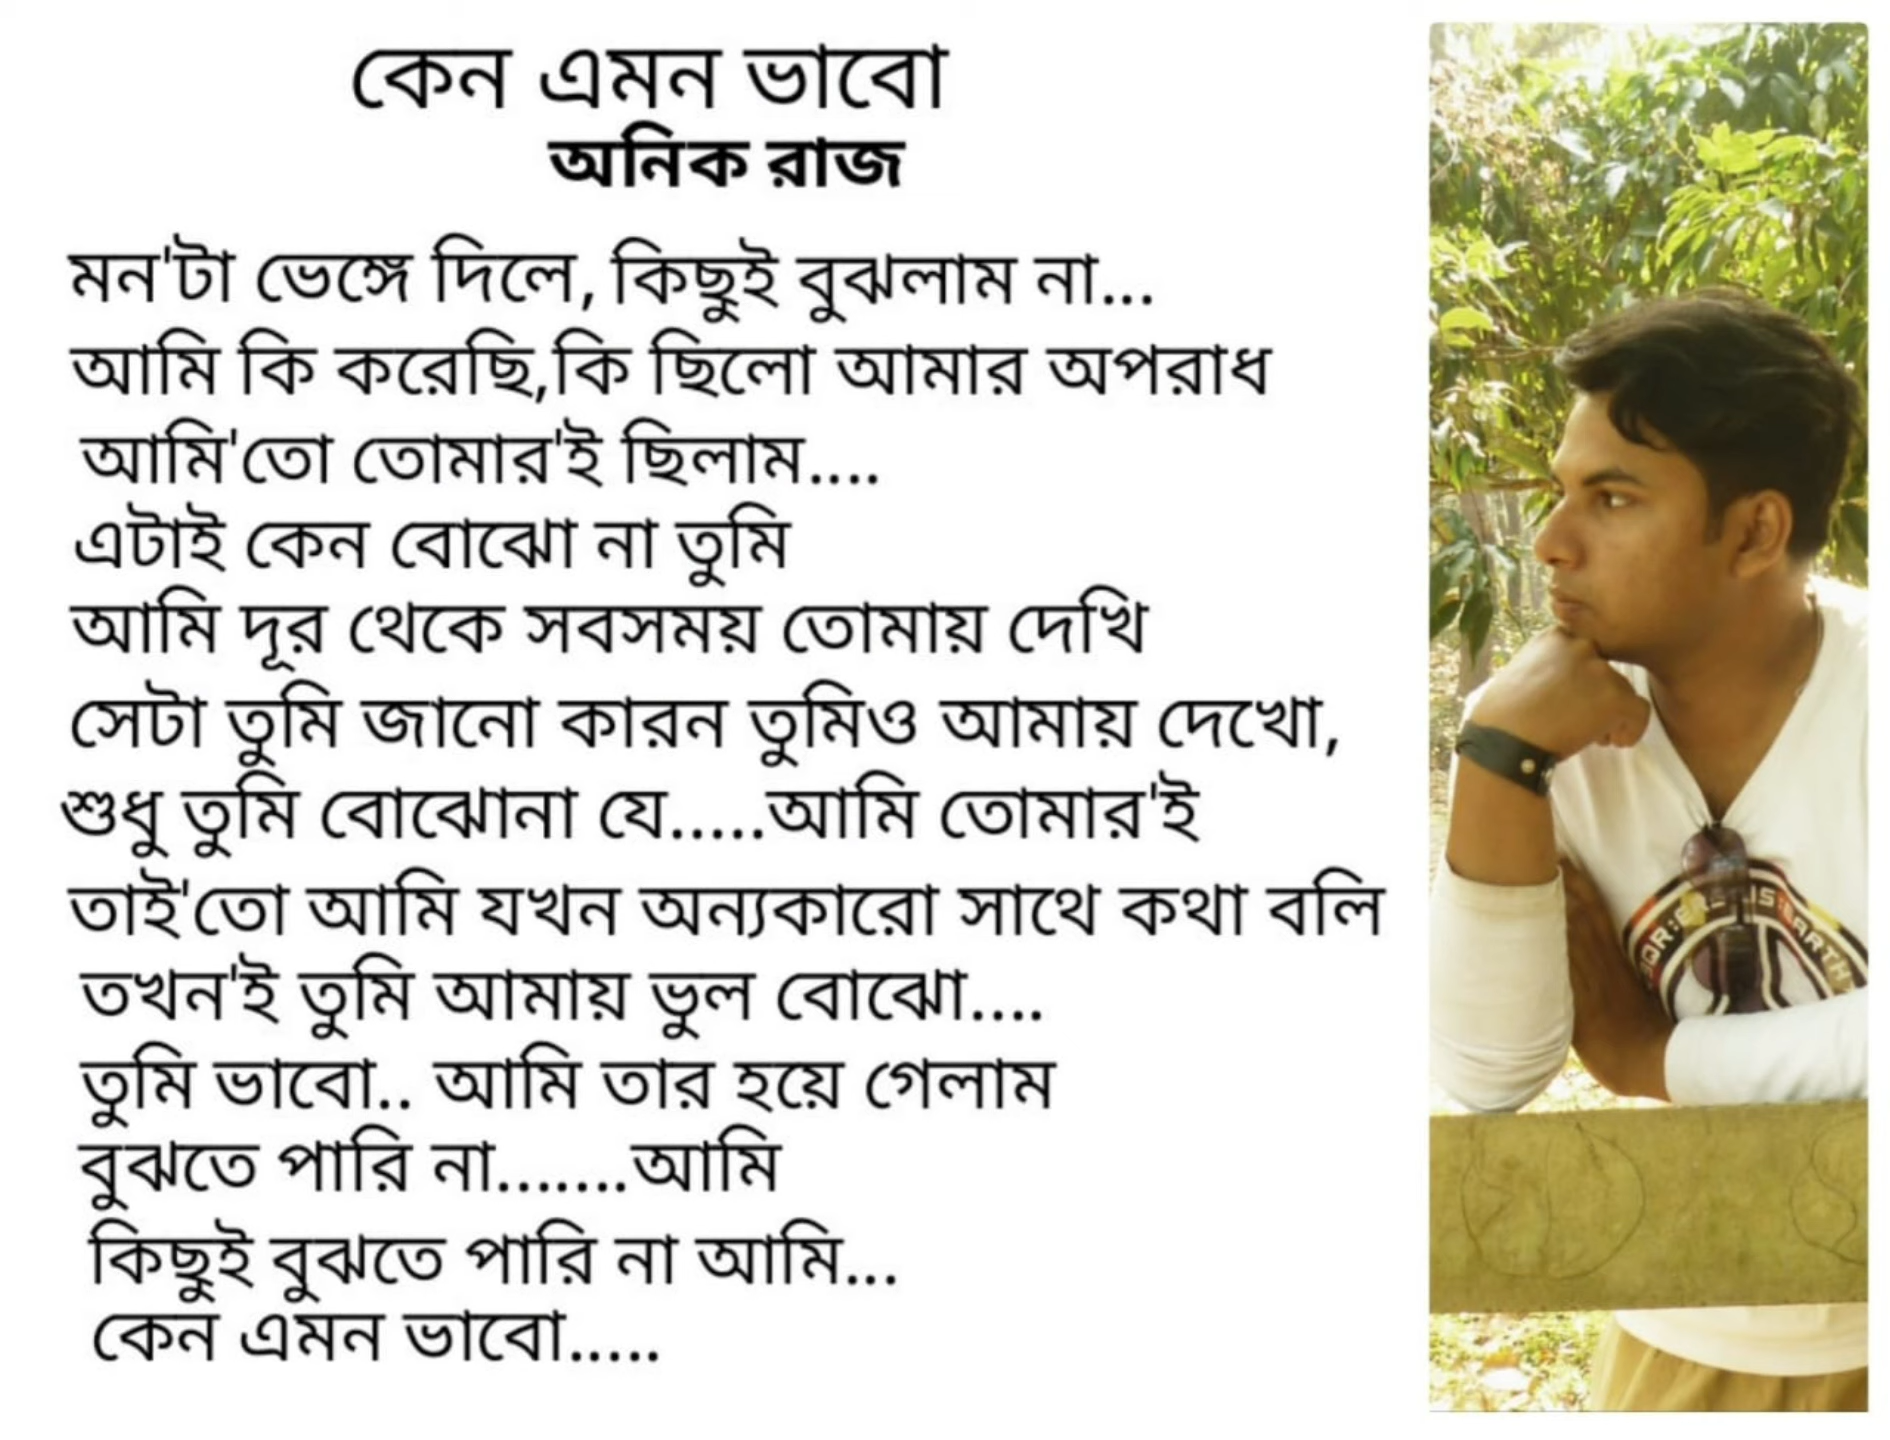 কেন এমন ভাবো
অনিক রাজ
মন'টা ভেঙ্গে দিলে, কিছুই বুঝলাম না...
আমি কি করেছি,কি ছিলো আমার অপরাধ
আমি'তো তোমার'ই ছিলাম....
এটাই কেন বোঝো না তুমি
আমি দূর থেকে সবসময় তোমায় দেখি
সেটা তুমি জানো কারন তুমিও আমায় দেখো,
শুধু তুমি বোঝোনা যে.....আমি তোমার'ই
তাই'তো আমি যখন অন্যকারো সাথে কথা বলি
তখন'ই তুমি আমায় ভুল বোঝো....
তুমি ভাবো.. আমি তার হয়ে গেলাম
বুঝতে পারি না.......আমি
কিছুই বুঝতে পারি না আমি...
কেন এমন ভাবো.....